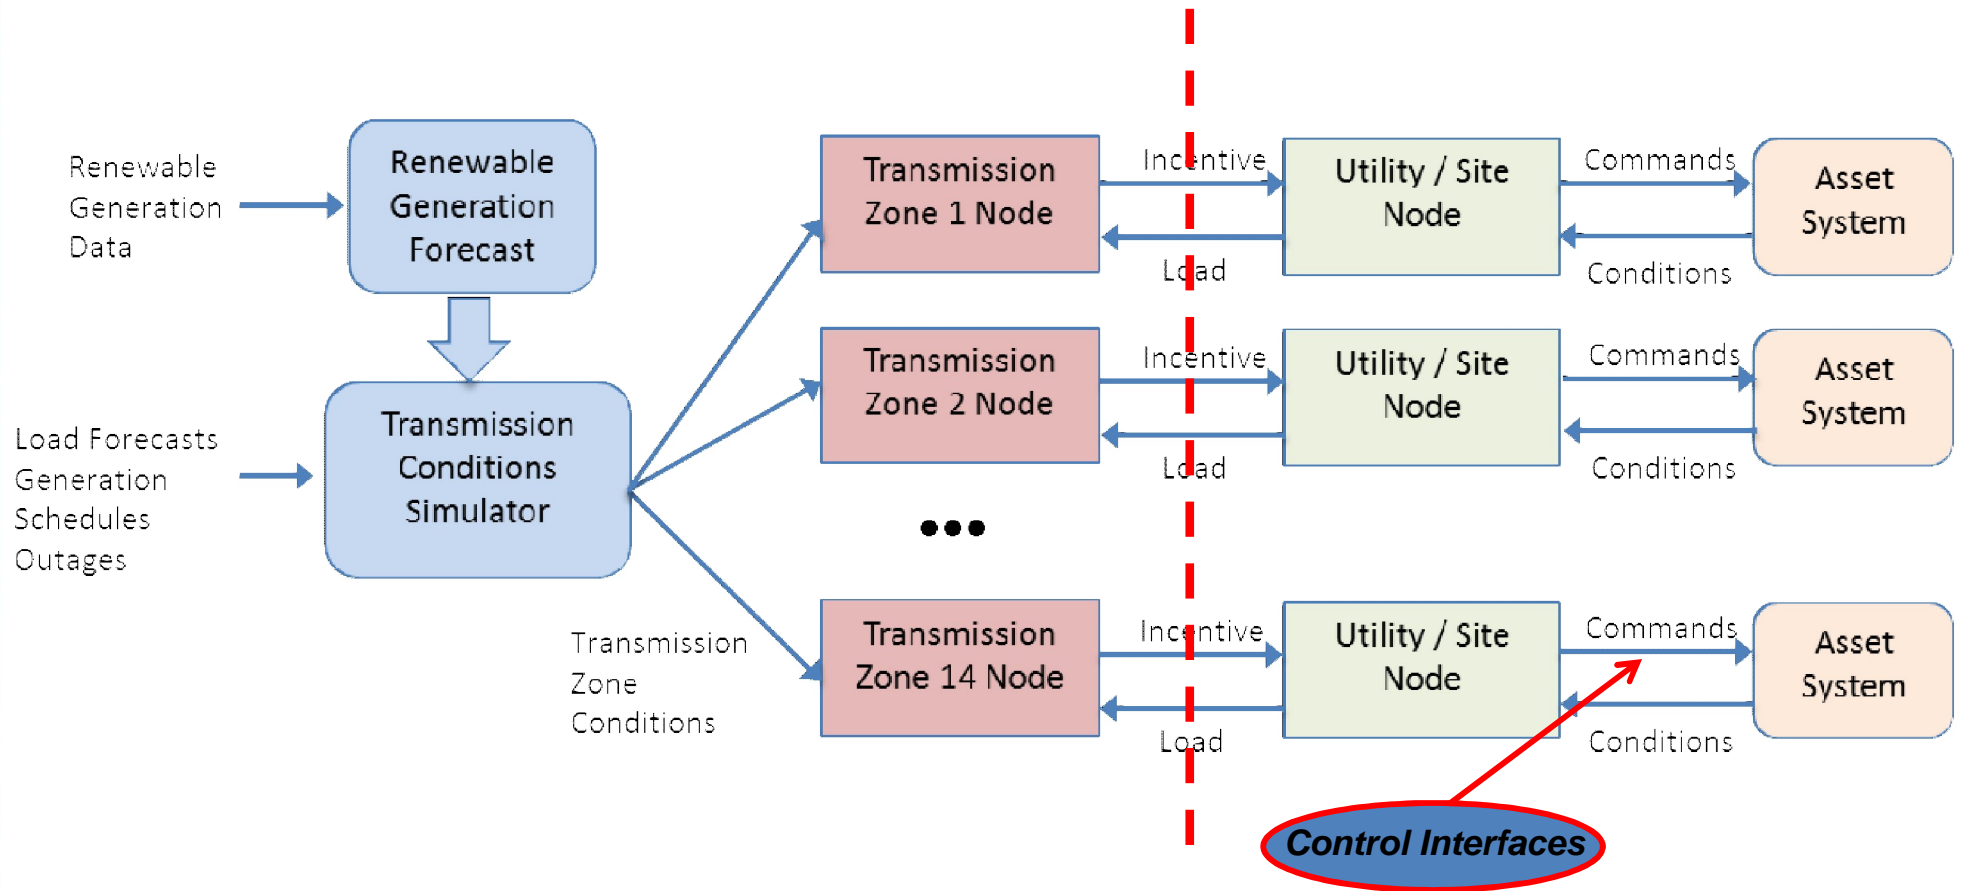 Renewable
Generation
Data
Renewable
Generation
Forecast
Load Forecasts
Generation
Schedules
Outages
Transmission
Conditions
Simulator
Transmission
Zone
Conditions
Transmission
Zone 1 Node
Incentive
Load
Utility / Site
Node
Commands
Conditions
Asset
System
Transmission
Zone 2 Node
Incentive
Load
Utility / Site
Node
Commands
Conditions
Asset
System
•••
Transmission
Zone 14 Node
Incentive
Load
Utility / Site
Node
Commands
Conditions
Asset
System
Control Interfaces